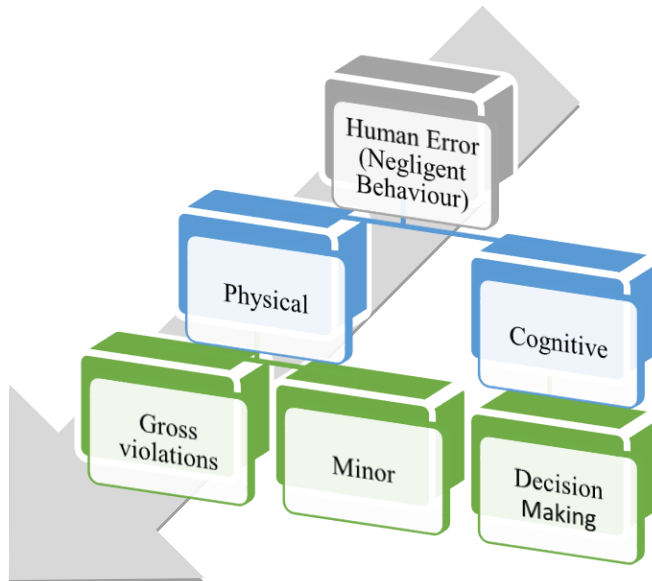 Human Error
(Negligent
Behaviour)
Physical
Cognitive
Gross
violations
Minor
Decision
Making